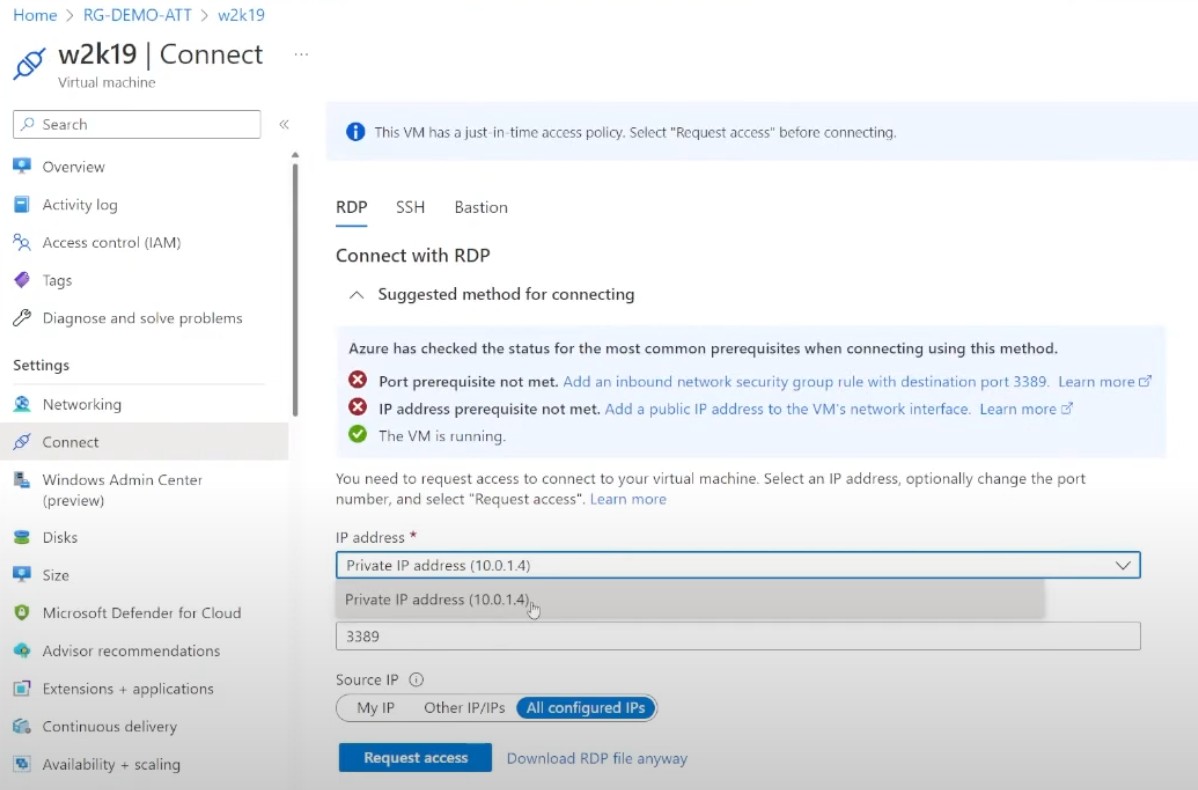 Home > RG-DEMO-ATT > w2k19
w2k19 | Connect ...
Virtual machine
Search
«
Overview
Activity log
Access control (IAM)
Tags
Diagnose and solve problems
Settings
Networking
Connect
Windows Admin Center
(preview)
Disks
Size
Microsoft Defender for Cloud
Advisor recommendations
Extensions + applications
Continuous delivery
Availability + scaling
This VM has a just-in-time access policy. Select "Request access" before connecting.
RDP SSH Bastion
Connect with RDP
Suggested method for connecting
Azure has checked the status for the most common prerequisites when connecting using this method.
Port prerequisite not met. Add an inbound network security group rule with destination port 3389. Learn more
IP address prerequisite not met. Add a public IP address to the VM's network interface. Learn more
The VM is running.
You need to request access to connect to your virtual machine. Select an IP address, optionally change the port
number, and select "Request access". Learn more
IP address *
Private IP address (10.0.1.4)
Private IP address (10.0.1.4)
3389
Source IP
My IP Other IP/IPs All configured IPs
Request access Download RDP file anyway